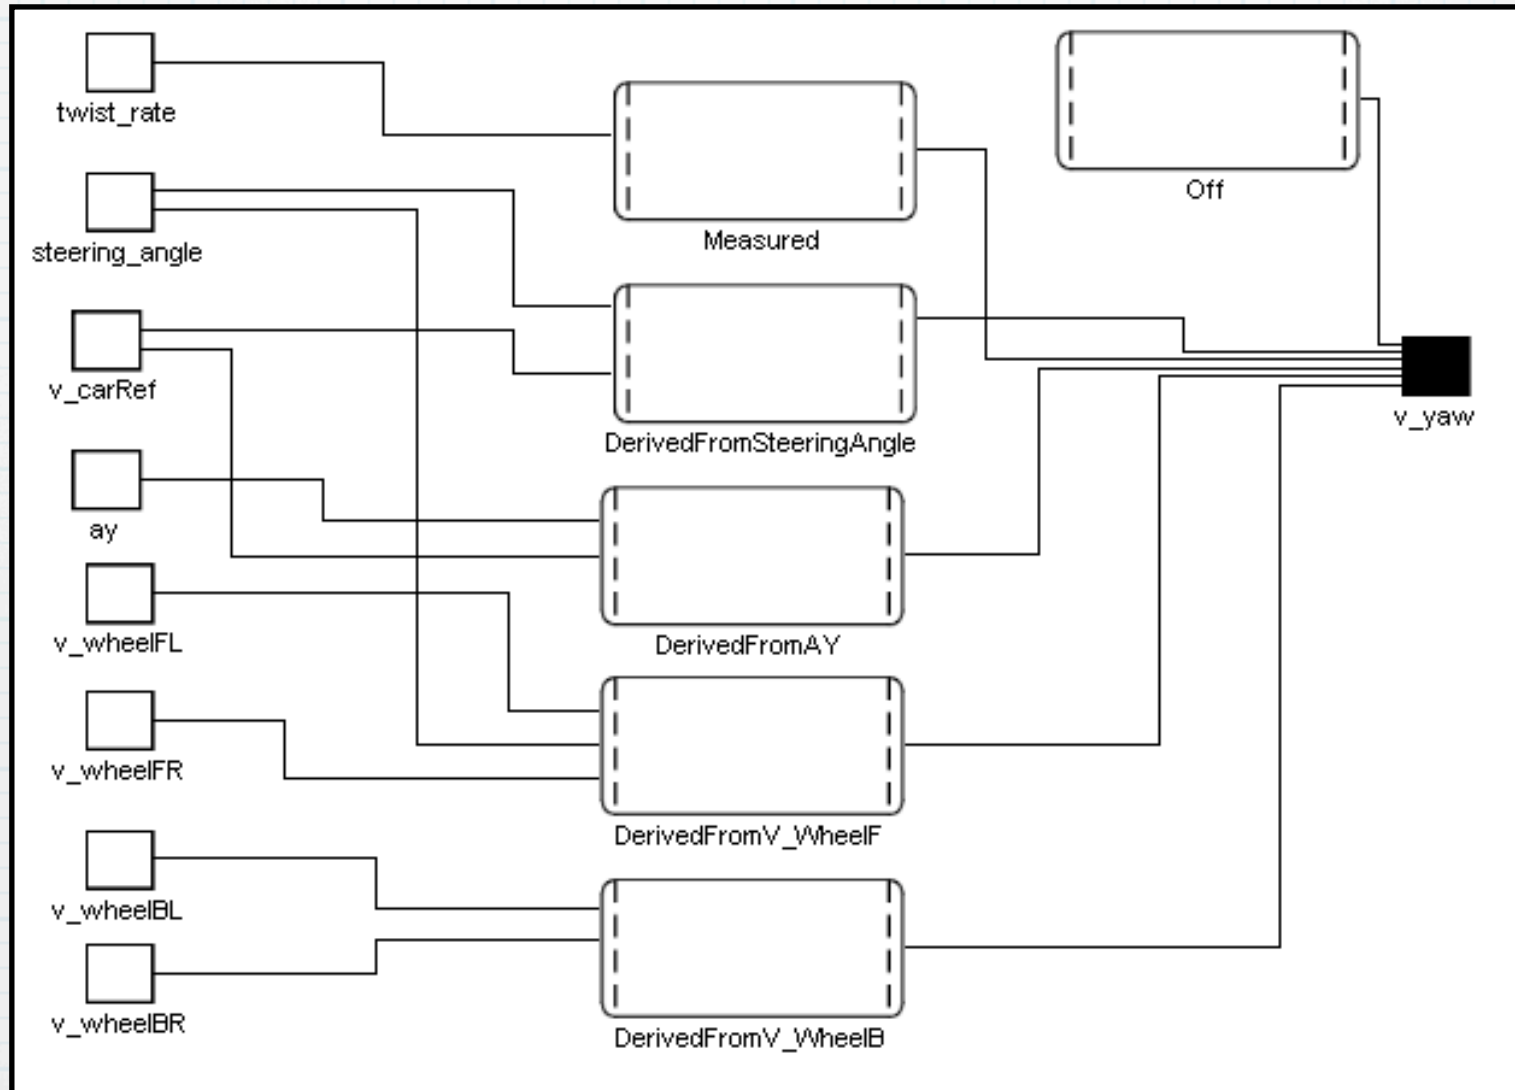 twist_rate
steering_angle
v_carRef
ay
v_wheelFL
v_wheelFR
v_wheelBL
v_wheelBR
Measured
DerivedFromSteeringAngle
DerivedFromAY
DerivedFromV_WheelF
DerivedFromV_WheelB
Off
v_yaw